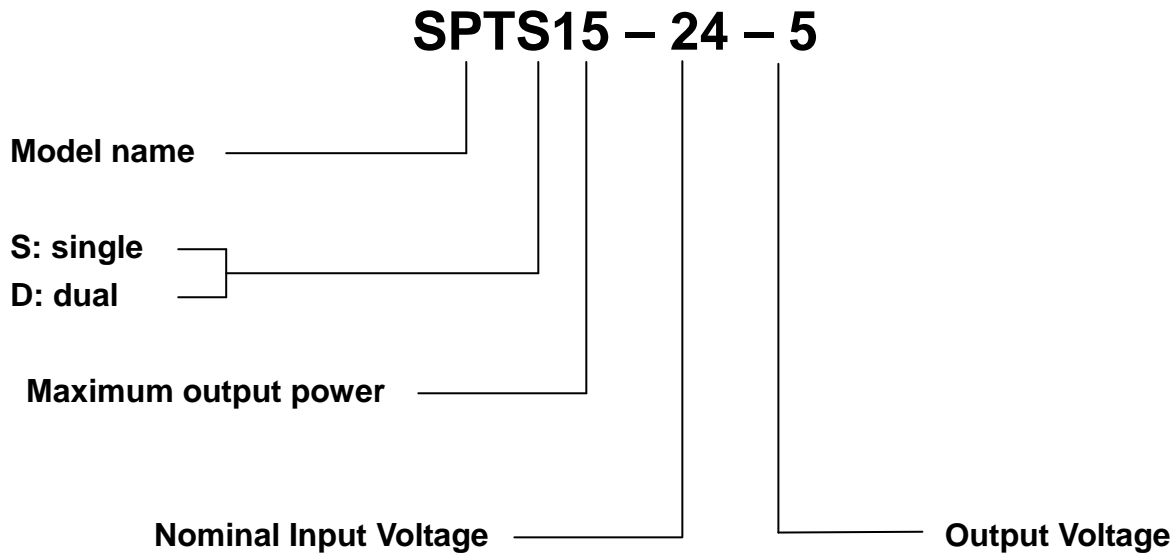 SPTS15 – 24 – 5
Model name
S: single
D: dual
Maximum output power
Nominal Input Voltage
Output Voltage